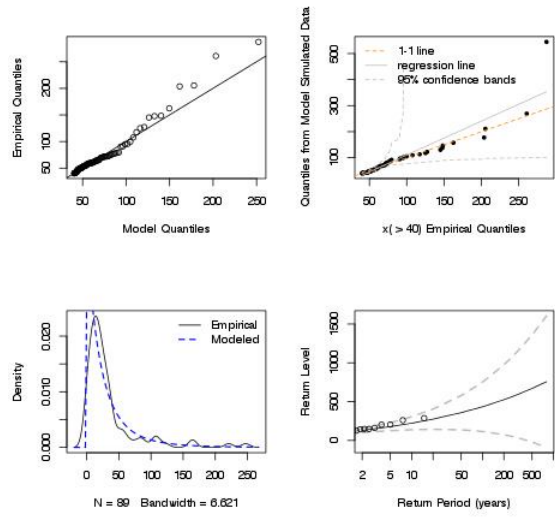 Empirical Quantiles
50
100
200
50
100
150
200
250
Model Quantiles
Quantiles from Model Simulated Data
100
300
500
1-1 line
regression line
95% confidence bands
50
100
150
200
250
x( > 40) Empirical Quantiles
Density
0.000
0.010
0.020
Empirical
Modeled
0
50
100
150
200
250
N = 89 Bandwidth = 6.621
Return Level
0
500
1000
1500
2
5
10
50
200
500
Return Period (years)